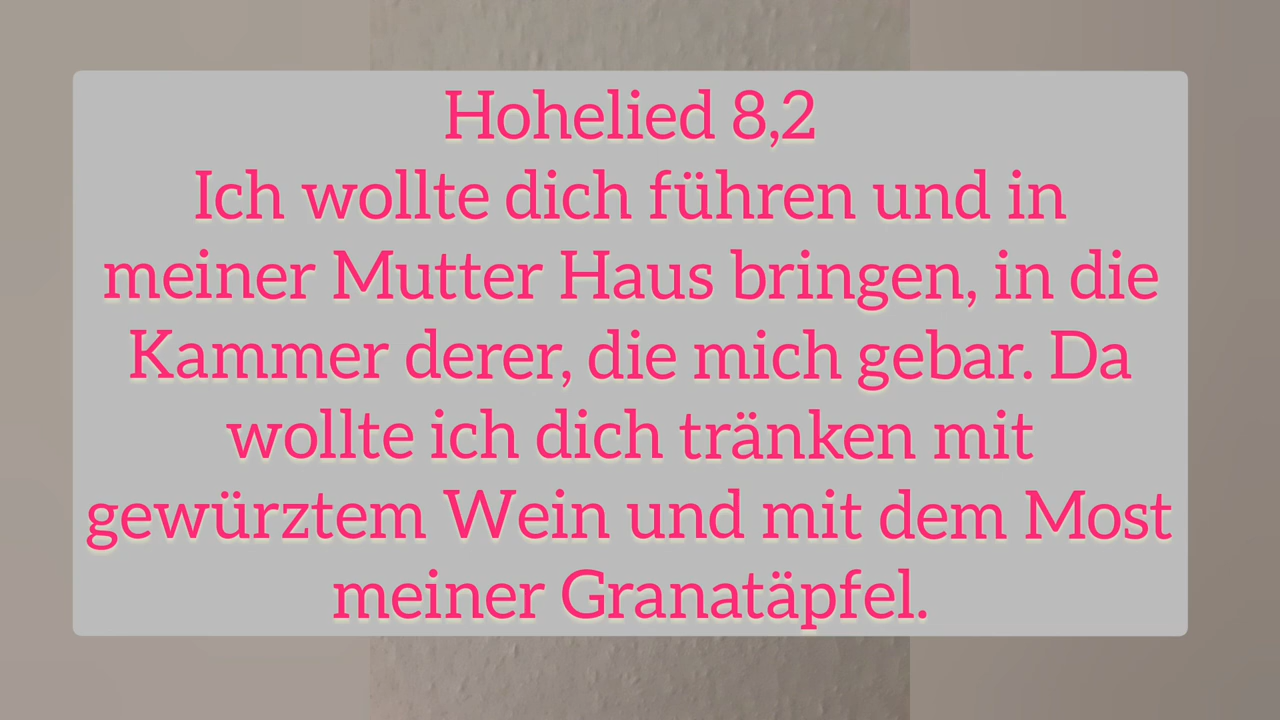 Hohelied 8,2
Ich wollte dich führen und in
meiner Mutter Haus bringen, in die
Kammer derer, die mich gebar. Da
wollte ich dich tränken mit
gewürztem Wein und mit dem Most
meiner Granatäpfel.